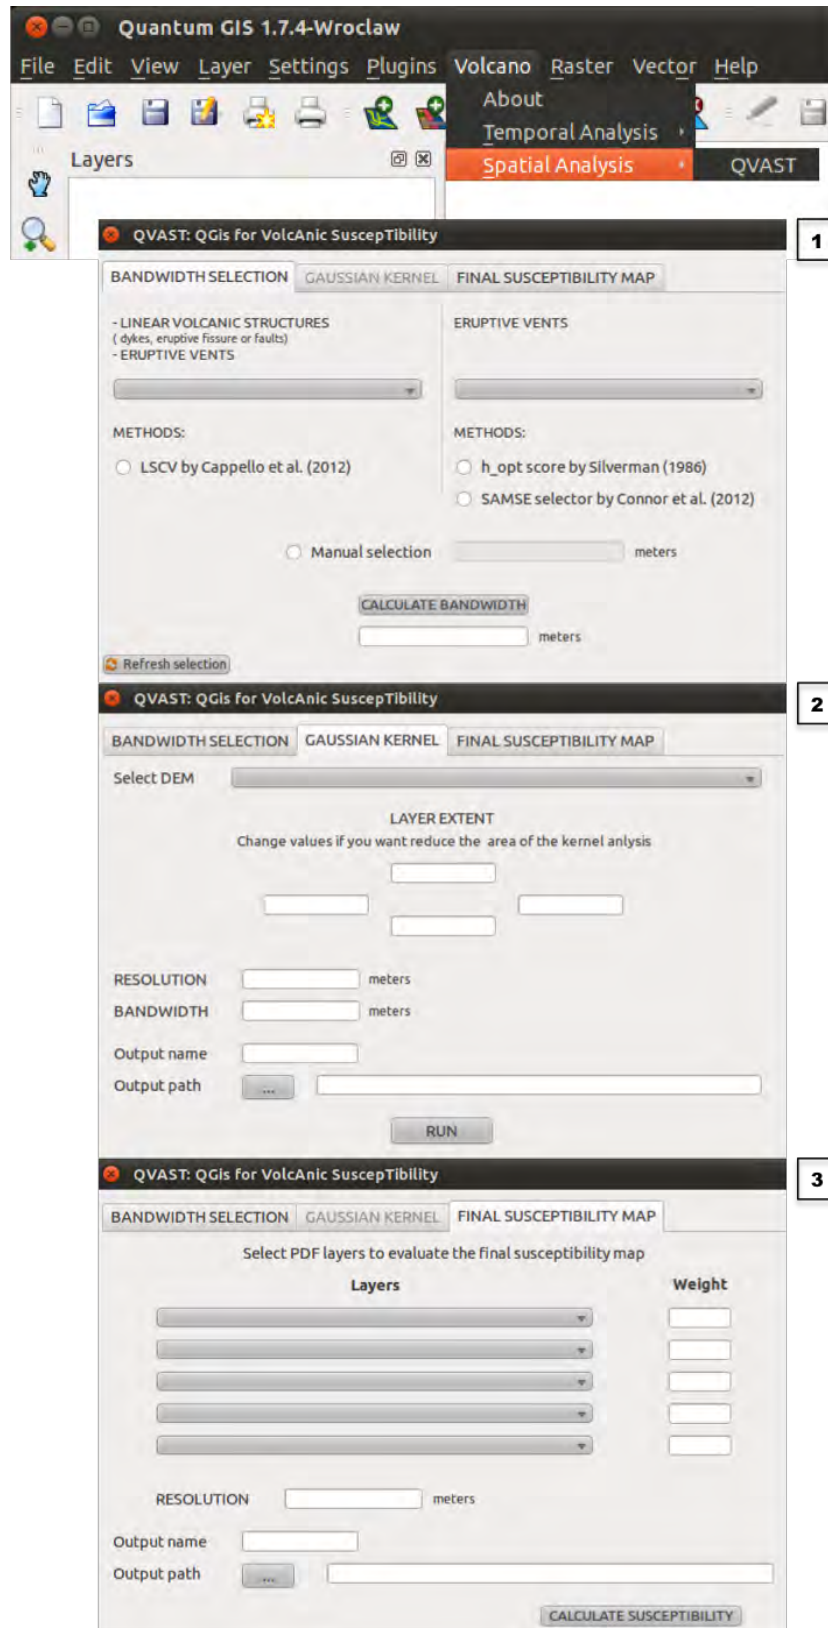 Quantum GIS 1.7.4-Wroclaw
File Edit View Layer Settings Plugins Volcano Raster Vector Help
About
Temporal Analysis
Layers
Spatial Analysis
QVAST
QVAST: QGis for VolcAnic SuscepTibility
1
BANDWIDTH SELECTION GAUSSIAN KERNEL FINAL SUSCEPTIBILITY MAP
- LINEAR VOLCANIC STRUCTURES
( dykes, eruptive fissure or faults)
- ERUPTIVE VENTS
ERUPTIVE VENTS
METHODS:
LSCV by Cappello et al. (2012)
METHODS:
h_opt score by Silverman (1986)
SAMSE selector by Connor et al. (2012)
Manual selection meters
CALCULATE BANDWIDTH
meters
Refresh selection
QVAST: QGis for VolcAnic SuscepTibility
2
BANDWIDTH SELECTION GAUSSIAN KERNEL FINAL SUSCEPTIBILITY MAP
Select DEM
LAYER EXTENT
Change values if you want reduce the area of the kernel anlysis
RESOLUTION meters
BANDWIDTH meters
Output name
Output path ...
RUN
QVAST: QGis for VolcAnic SuscepTibility
3
BANDWIDTH SELECTION GAUSSIAN KERNEL FINAL SUSCEPTIBILITY MAP
Select PDF layers to evaluate the final susceptibility map
Layers Weight
RESOLUTION meters
Output name
Output path ...
CALCULATE SUSCEPTIBILITY